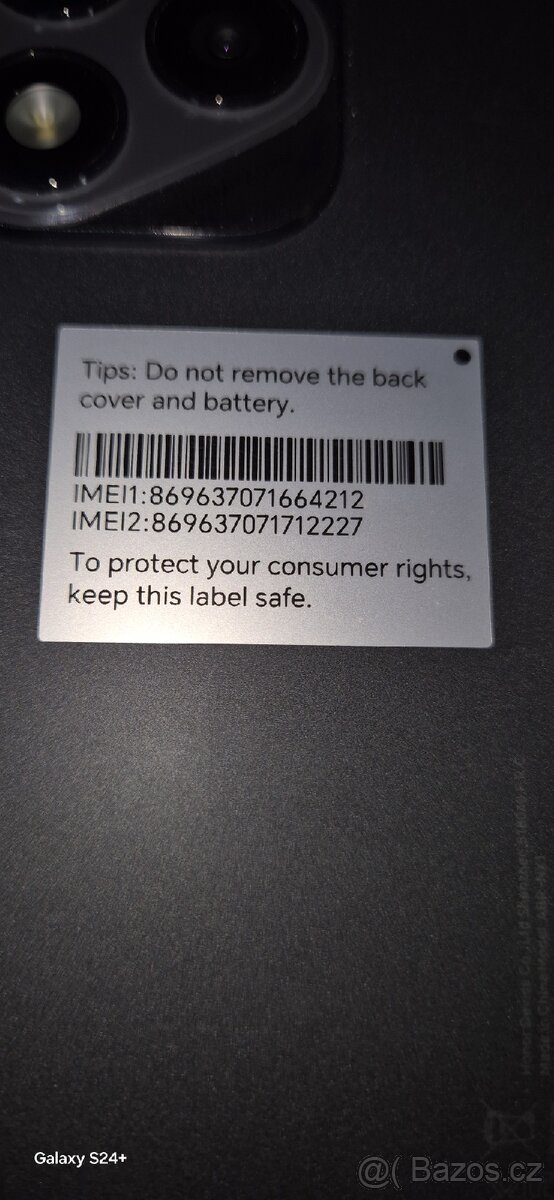 Tips: Do not remove the back
cover and battery.
IMEI1:869637071664212
IMEI2:869637071712227
To protect your consumer rights,
keep this label safe.
Galaxy S24+
@( Bazos.cz